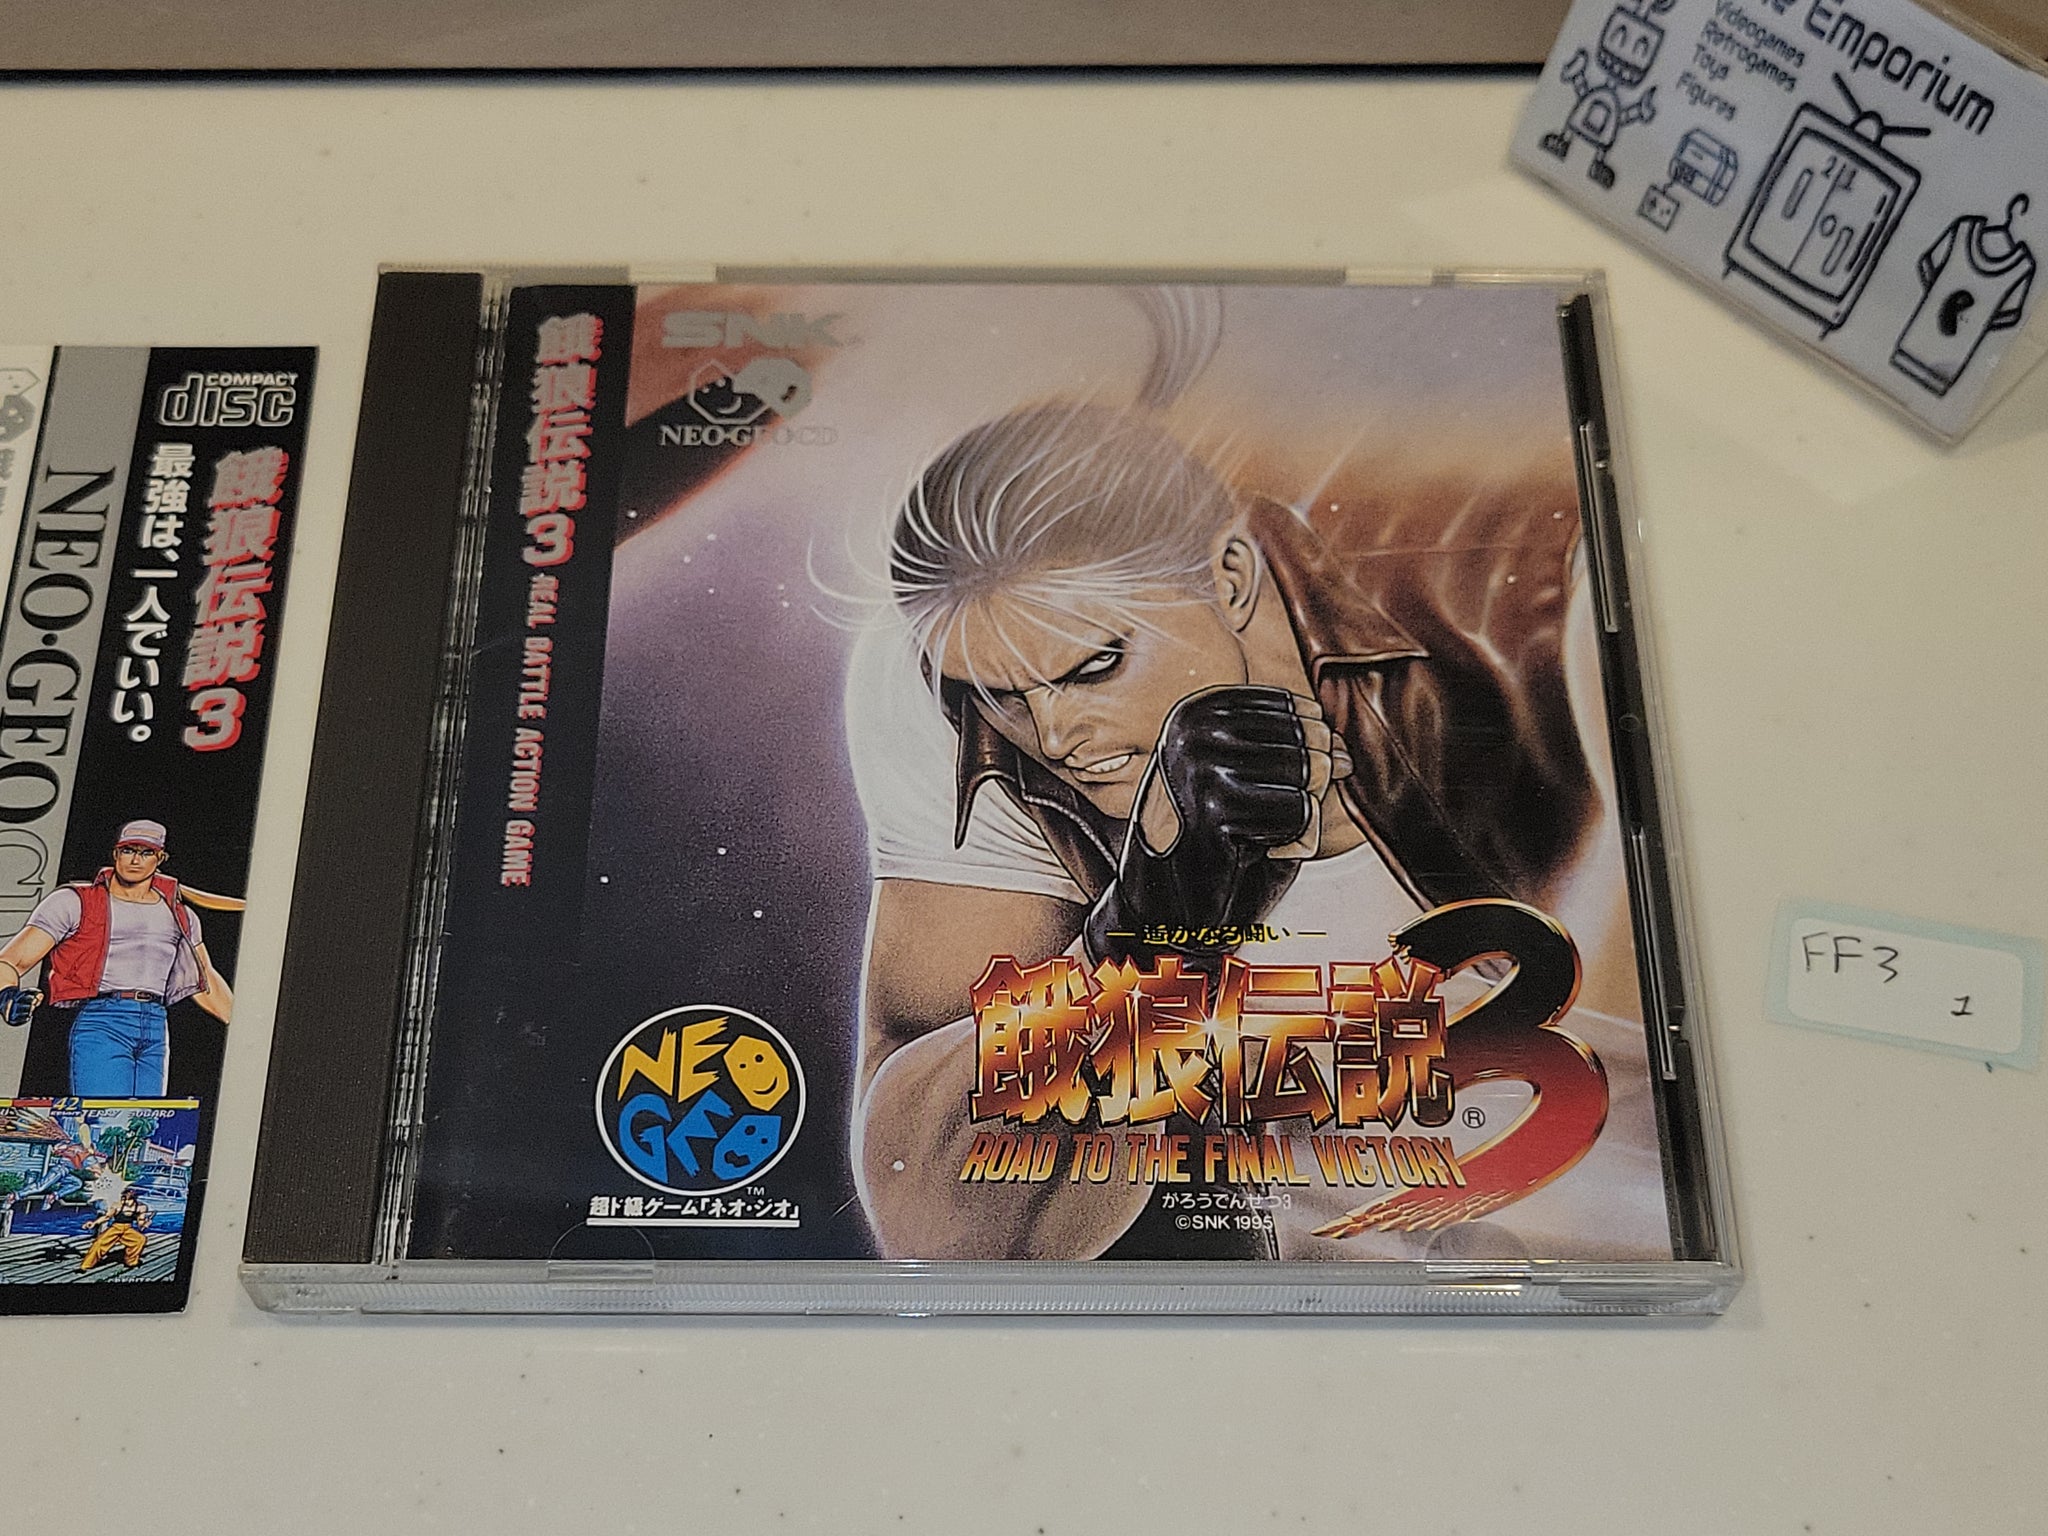 Emporium
Videogames
Retrogames
Toys
Figures
COMPACT
disc
餓狼伝説3
最強は、一人でいい。
NEO·GEO CD
42
TERRY BOGARD
餓狼伝説3 REAL BATTLE ACTION GAME
SNK
NEO·GEO CD
NEO
GEO
™
超ド級ゲーム「ネオ・ジオ」
— 遥かなる闘い —
餓狼伝説3
®
ROAD TO THE FINAL VICTORY
がろうでんせつ3
©SNK 1995
FF3
1